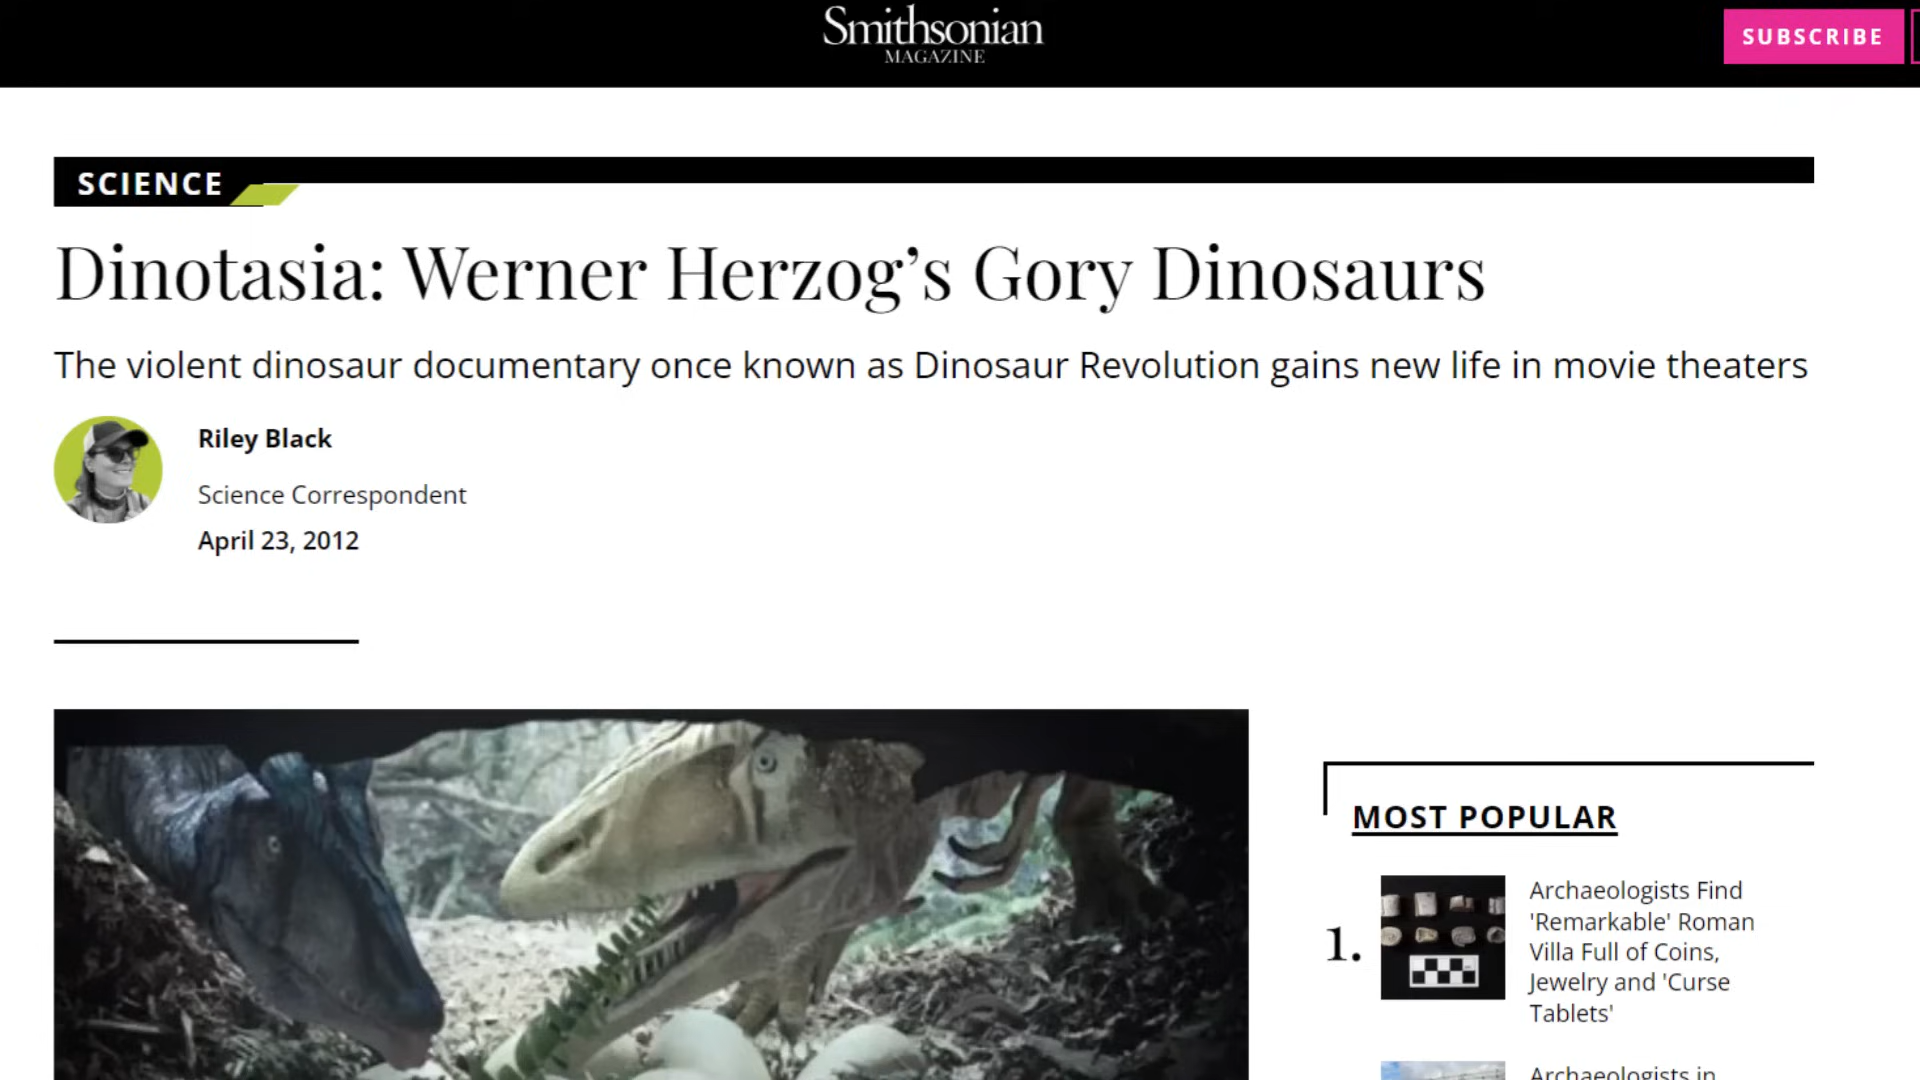 Smithsonian
MAGAZINE
SUBSCRIBE
SCIENCE
Dinotasia: Werner Herzog’s Gory Dinosaurs
The violent dinosaur documentary once known as Dinosaur Revolution gains new life in movie theaters
Riley Black
Science Correspondent
April 23, 2012
MOST POPULAR
1.
Archaeologists Find
'Remarkable' Roman
Villa Full of Coins,
Jewelry and 'Curse
Tablets'
Archaeologists in